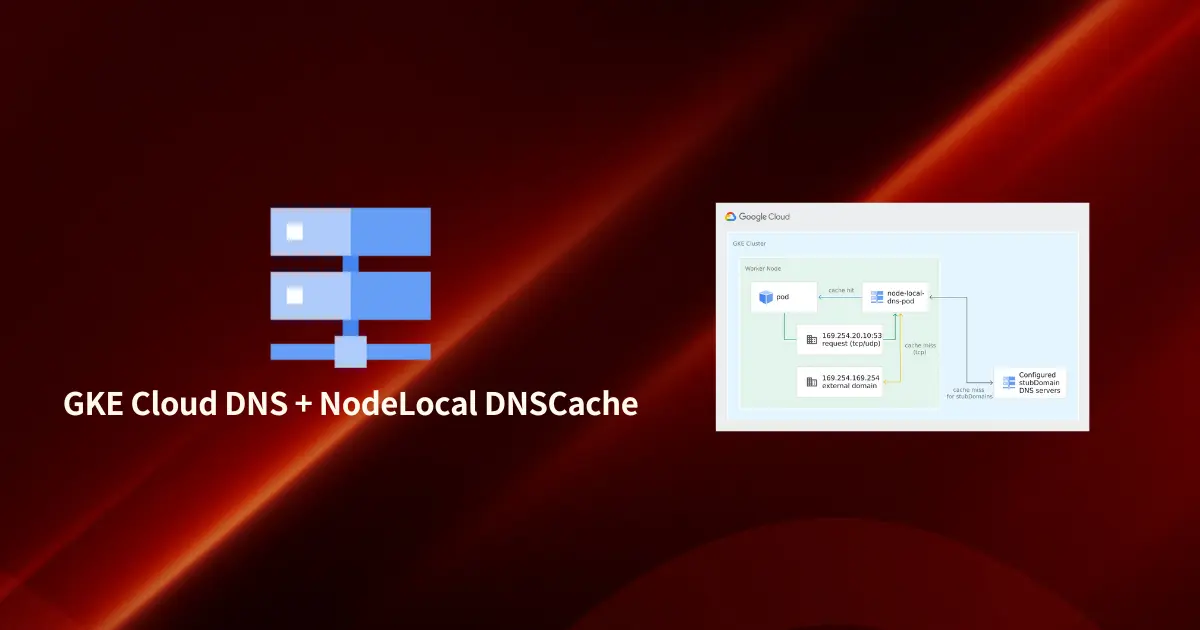 GKE Cloud DNS + NodeLocal DNSCache
Google Cloud
GKE Cluster
Worker Node
pod
cache hit
node-local-
dns-pod
169.254.20.10:53
request (tcp/udp)
cache miss
(tcp)
169.254.169.254
external domain
cache miss
for stubDomains
Configured
stubDomain
DNS servers